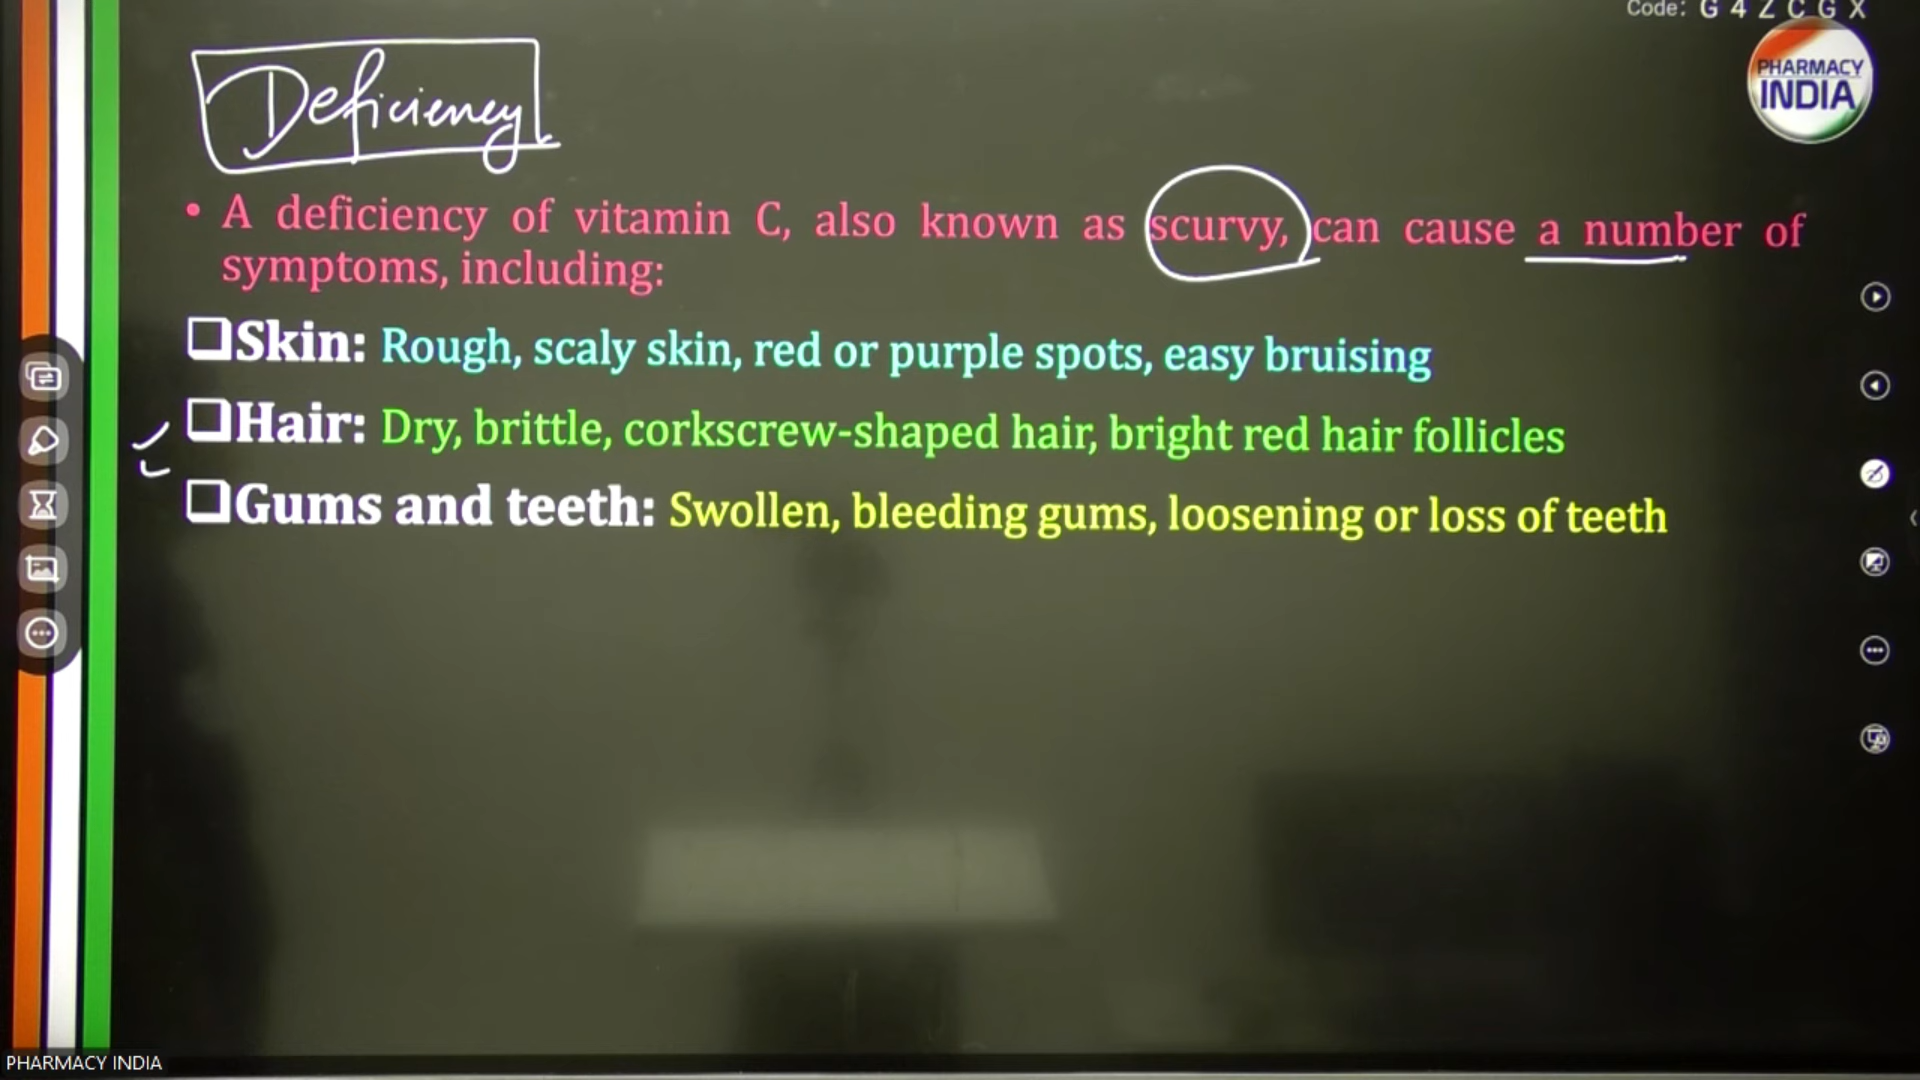 Code: G 4 Z C G X
PHARMACY
INDIA
Deficiency
• A deficiency of vitamin C, also known as scurvy, can cause a number of
symptoms, including:
❑Skin: Rough, scaly skin, red or purple spots, easy bruising
❑Hair: Dry, brittle, corkscrew-shaped hair, bright red hair follicles
❑Gums and teeth: Swollen, bleeding gums, loosening or loss of teeth
PHARMACY INDIA